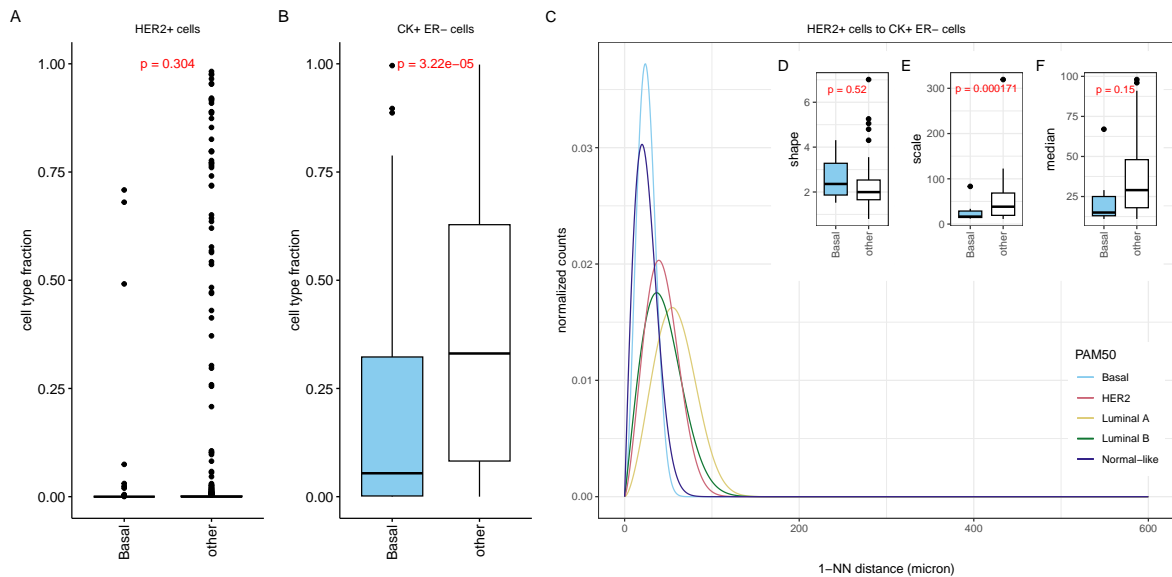 A
HER2+ cells
p = 0.304
cell type fraction
1.00
0.75
0.50
0.25
0.00
Basal
other
B
CK+ ER− cells
p = 3.22e−05
cell type fraction
1.00
0.75
0.50
0.25
0.00
Basal
other
C
HER2+ cells to CK+ ER− cells
normalized counts
0.03
0.02
0.01
0.00
0
200
400
600
1−NN distance (micron)
D
p = 0.52
shape
6
4
2
Basal
other
E
p = 0.000171
scale
300
200
100
0
Basal
other
F
p = 0.15
median
100
75
50
25
Basal
other
PAM50
Basal
HER2
Luminal A
Luminal B
Normal−like